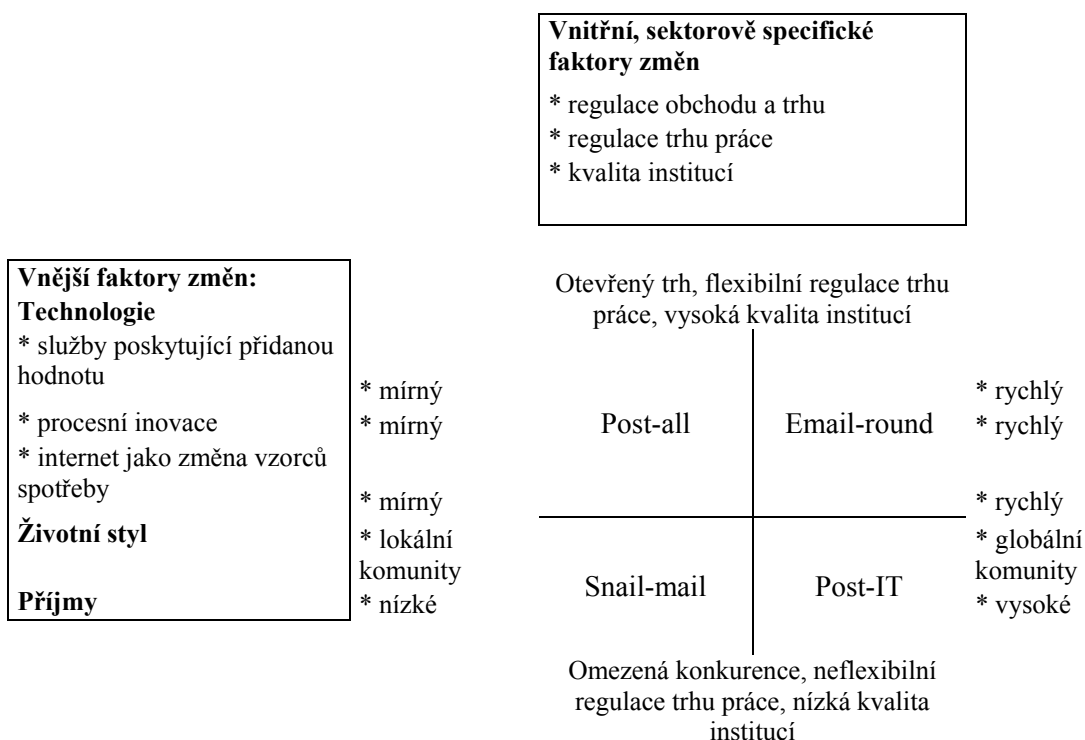 Vnitřní, sektorově specifické
faktory změn
* regulace obchodu a trhu
* regulace trhu práce
* kvalita institucí
Vnější faktory změn:
Technologie
* služby poskytující přidanou
hodnotu
* procesní inovace
* internet jako změna vzorců
spotřeby
Životní styl
Příjmy
* mírný
* mírný
* mírný
* lokální
komunity
* nízké
Otevřený trh, flexibilní regulace trhu
práce, vysoká kvalita institucí
Post-all
Email-round
Snail-mail
Post-IT
Omezená konkurence, neflexibilní
regulace trhu práce, nízká kvalita
institucí
* rychlý
* rychlý
* rychlý
* globální
komunity
* vysoké